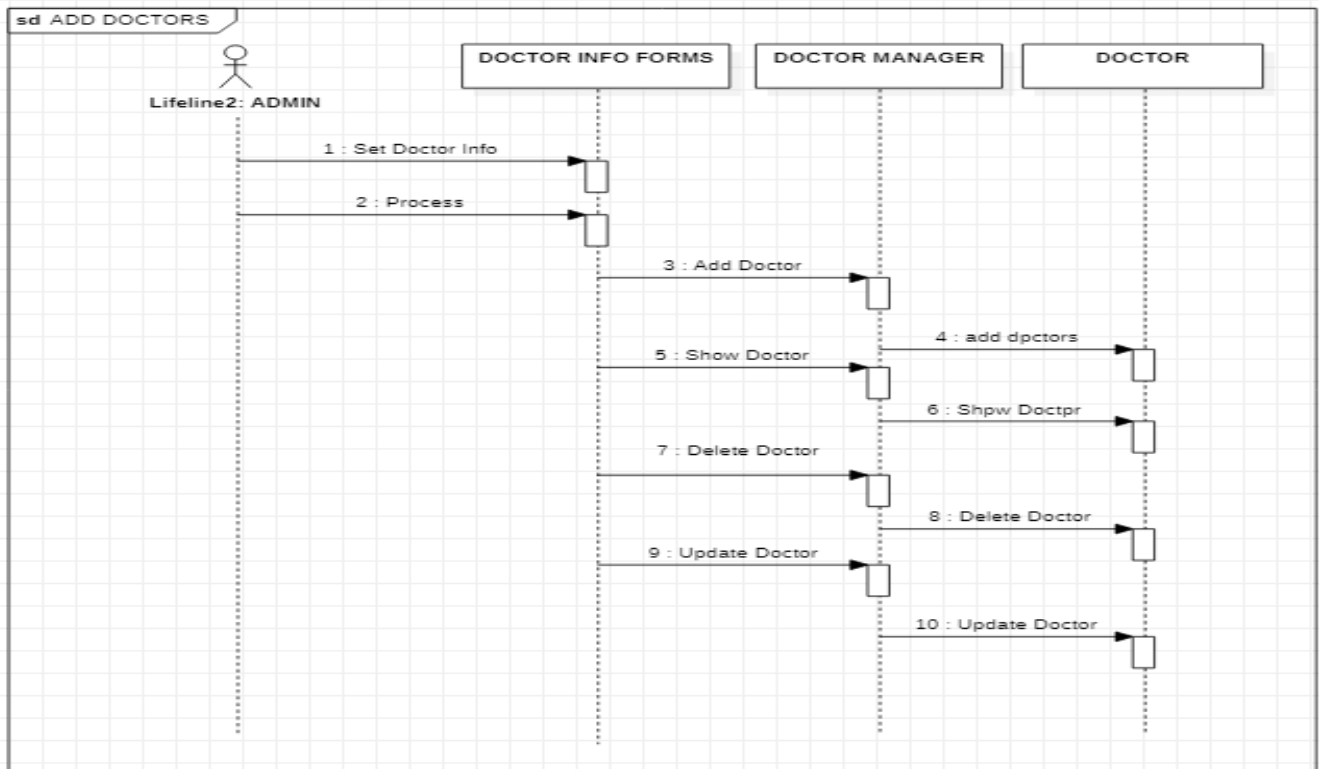 sd ADD DOCTORS
DOCTOR INFO FORMS
DOCTOR MANAGER
DOCTOR
Lifeline2: ADMIN
1 : Set Doctor Info
2 : Process
3 : Add Doctor
4 : add dpctors
5 : Show Doctor
6 : Shpw Doctpr
7 : Delete Doctor
8 : Delete Doctor
9 : Update Doctor
10 : Update Doctor